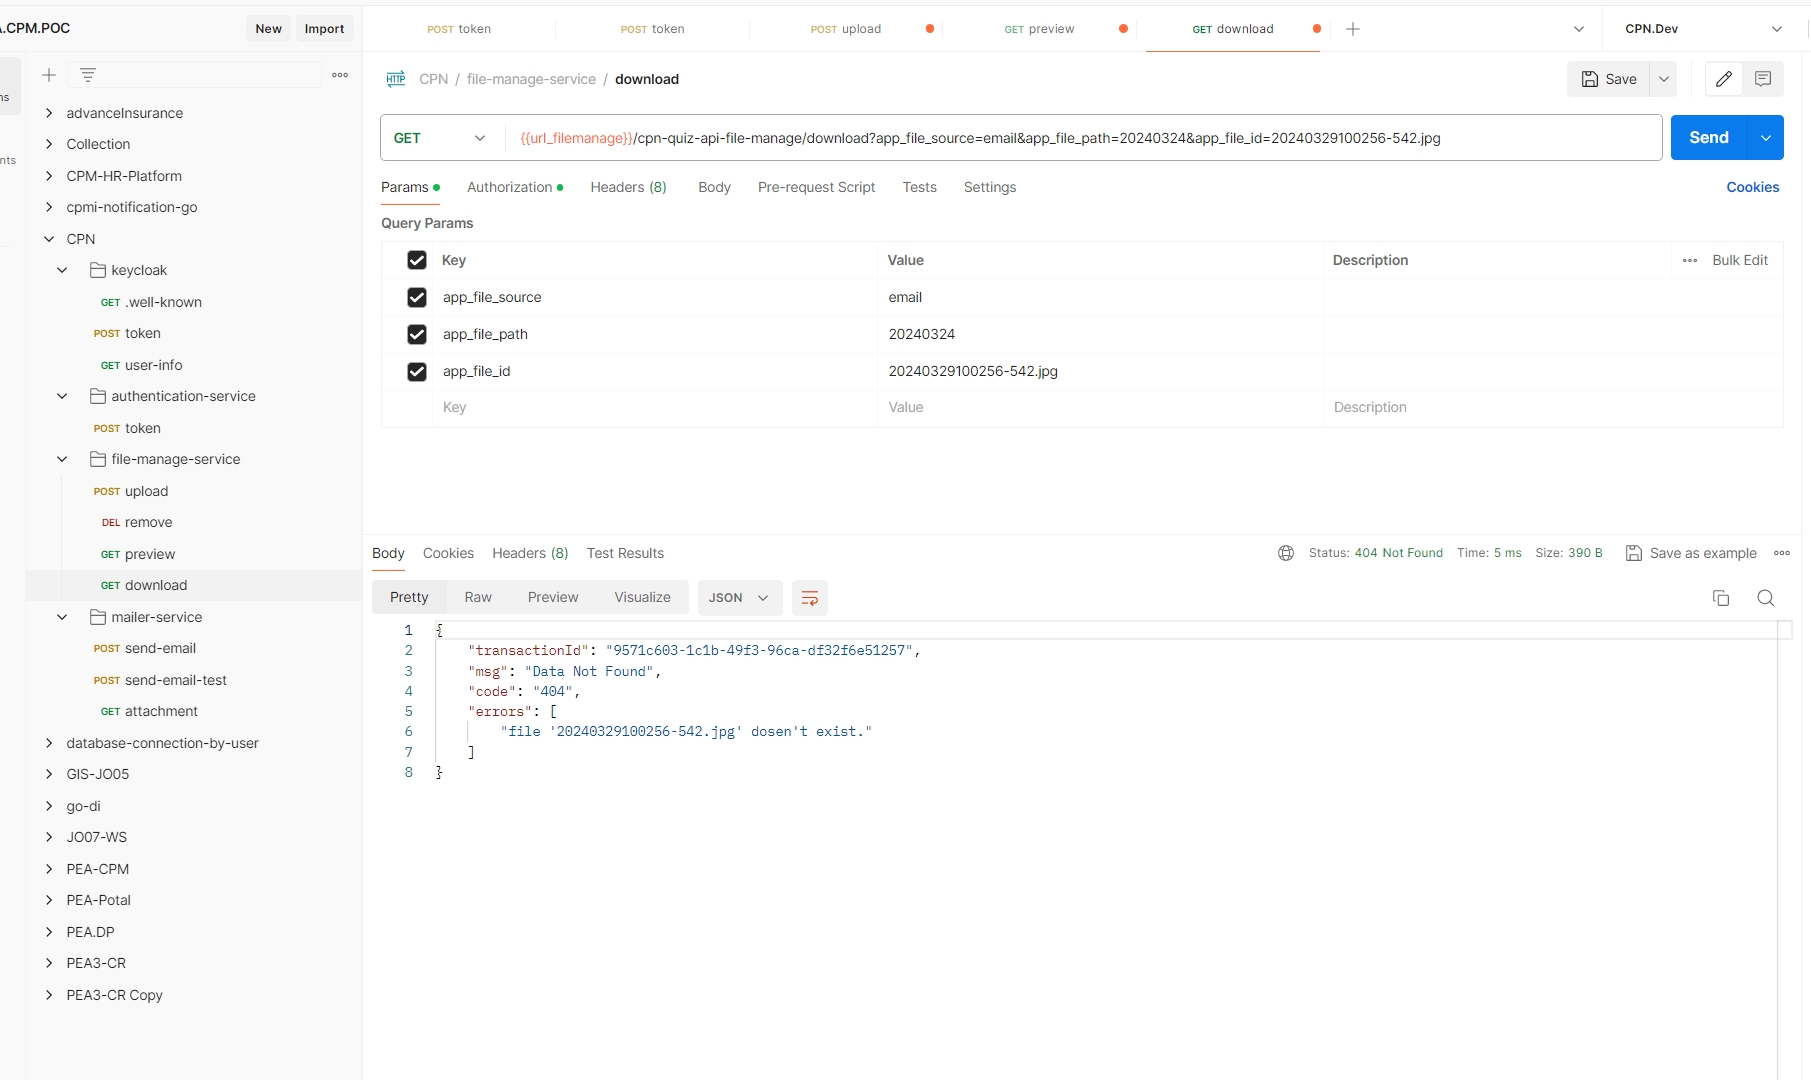 A.CPM.POC
New
Import
POST token
POST token
POST upload
GET preview
GET download
CPN.Dev
advanceInsurance
Collection
CPM-HR-Platform
cpmi-notification-go
CPN
keycloak
GET .well-known
POST token
GET user-info
authentication-service
POST token
file-manage-service
POST upload
DEL remove
GET preview
GET download
mailer-service
POST send-email
POST send-email-test
GET attachment
database-connection-by-user
GIS-JO05
go-di
JO07-WS
PEA-CPM
PEA-Potal
PEA.DP
PEA3-CR
PEA3-CR Copy
HTTP CPN / file-manage-service / download
Save
GET
{{url_filemanage}}/cpn-quiz-api-file-manage/download?app_file_source=email&app_file_path=20240324&app_file_id=20240329100256-542.jpg
Send
Params Authorization Headers (8) Body Pre-request Script Tests Settings
Cookies
Query Params
Key Value Description Bulk Edit
app_file_source email
app_file_path 20240324
app_file_id 20240329100256-542.jpg
Key Value Description
Body Cookies Headers (8) Test Results
Status: 404 Not Found Time: 5 ms Size: 390 B Save as example
Pretty Raw Preview Visualize JSON
1 {
2 "transactionId": "9571c603-1c1b-49f3-96ca-df32f6e51257",
3 "msg": "Data Not Found",
4 "code": "404",
5 "errors": [
6 "file '20240329100256-542.jpg' dosen't exist."
7 ]
8 }